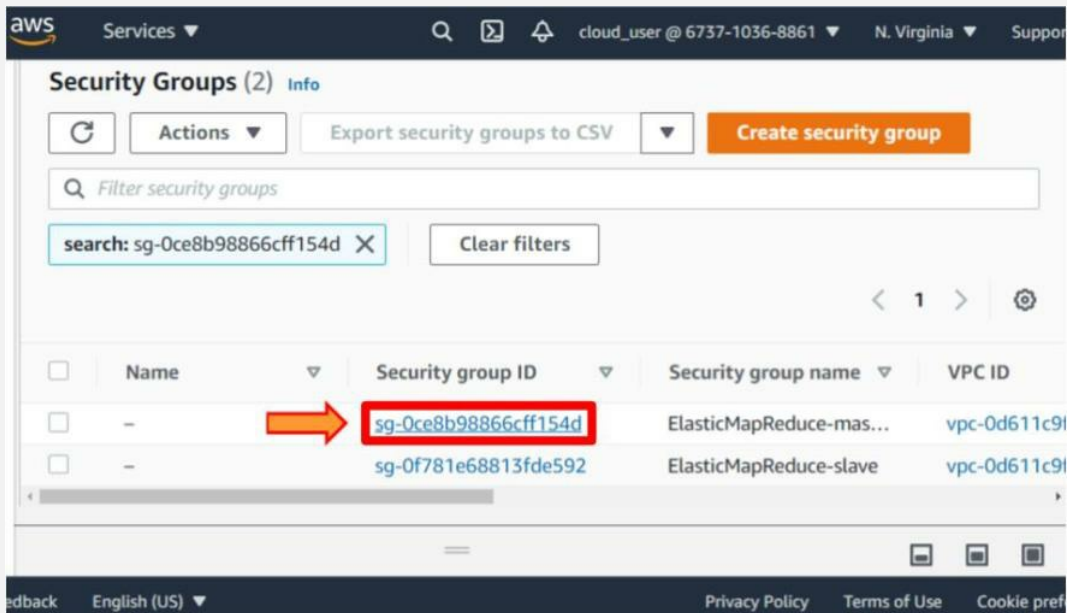 aws Services ▼ cloud_user @ 6737-1036-8861 ▼ N. Virginia ▼ Suppor
Security Groups (2) Info
Actions ▼ Export security groups to CSV ▼ Create security group
Filter security groups
search: sg-0ce8b98866cff154d Clear filters
1
Name Security group ID Security group name VPC ID
– sg-0ce8b98866cff154d ElasticMapReduce-mas... vpc-0d611c9f
– sg-0f781e68813fde592 ElasticMapReduce-slave vpc-0d611c9f
edback English (US) ▼ Privacy Policy Terms of Use Cookie pref